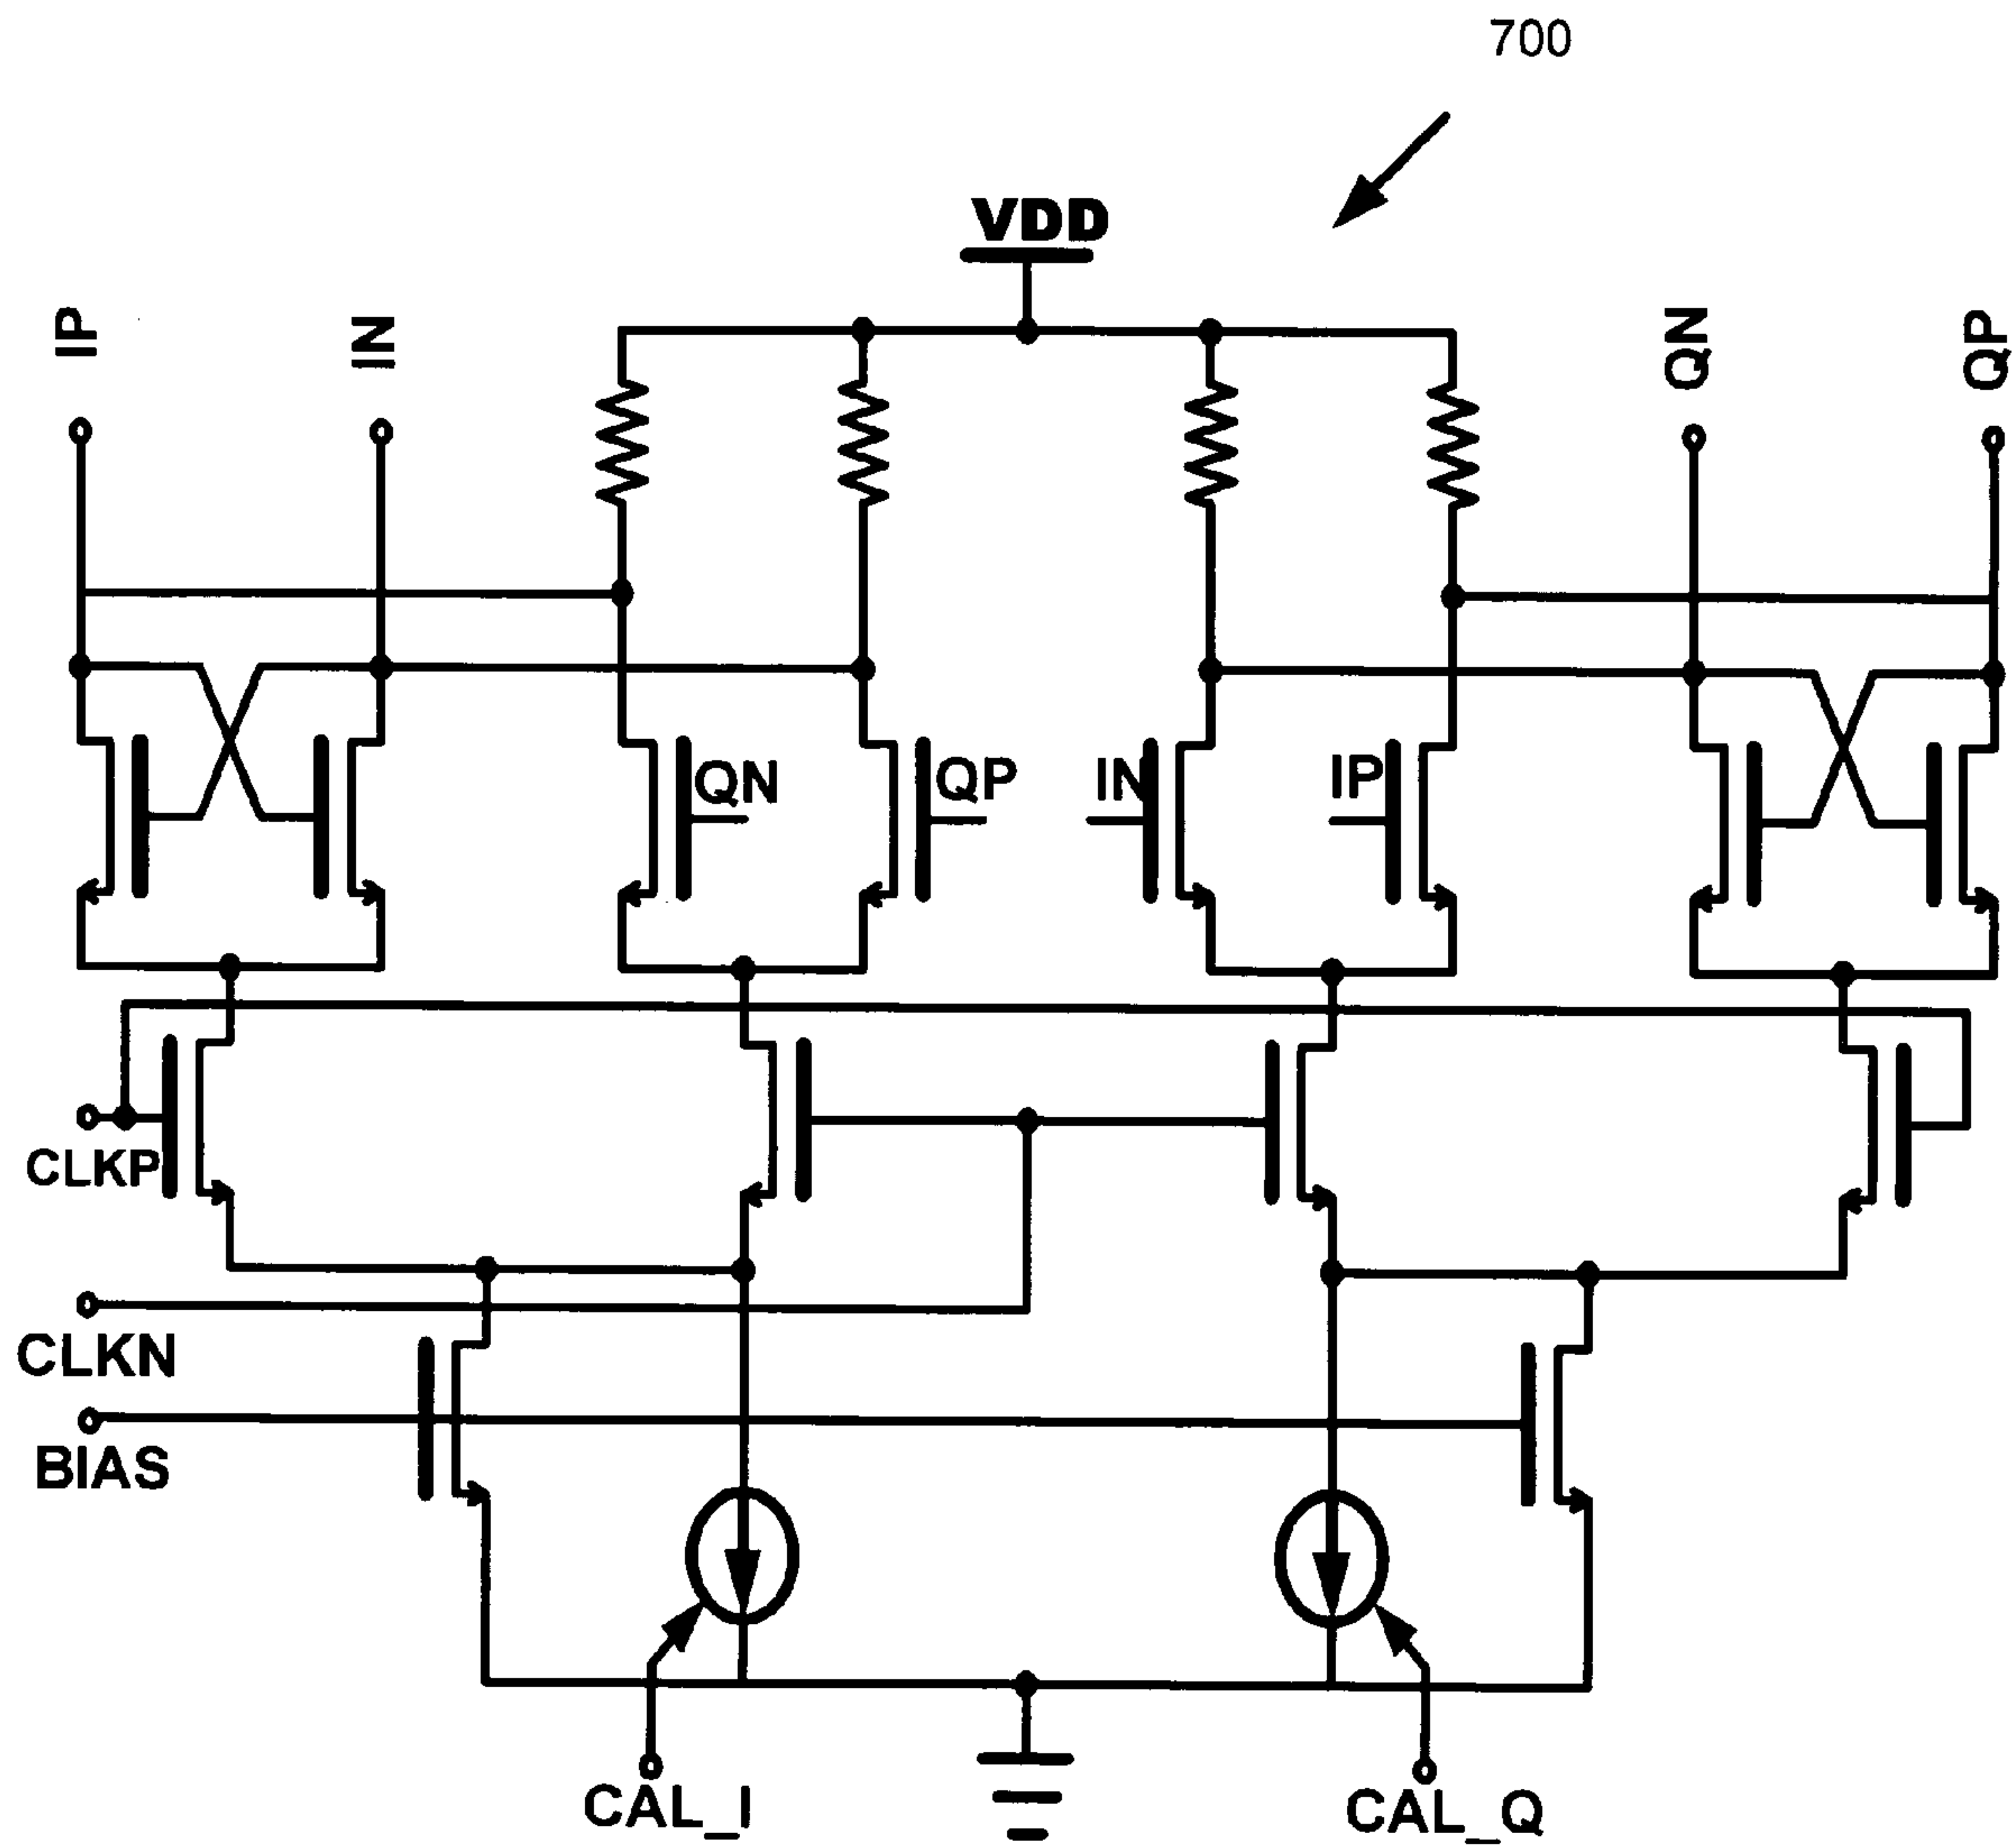 700
VDD
IP
IN
QN
QP
QN
QP
IN
IP
CLKP
CLKN
BIAS
CAL_I
CAL_Q